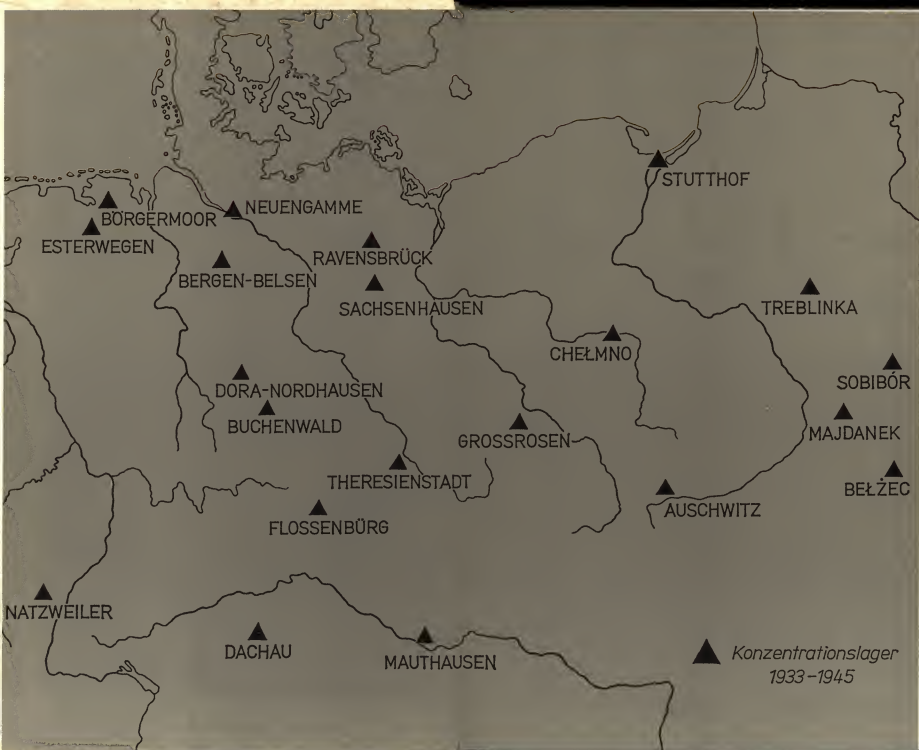 STUTTHOF
NEUENGAMME
BÖRGERMOOR
ESTERWEGEN
RAVENSBRÜCK
BERGEN-BELSEN
SACHSENHAUSEN
TREBLINKA
CHEŁMNO
SOBIBÓR
DORA-NORDHAUSEN
BUCHENWALD
GROSSROSEN
MAJDANEK
THERESIENSTADT
BEŁŻEC
AUSCHWITZ
FLOSSENBÜRG
NATZWEILER
DACHAU
MAUTHAUSEN
Konzentrationslager
1933-1945